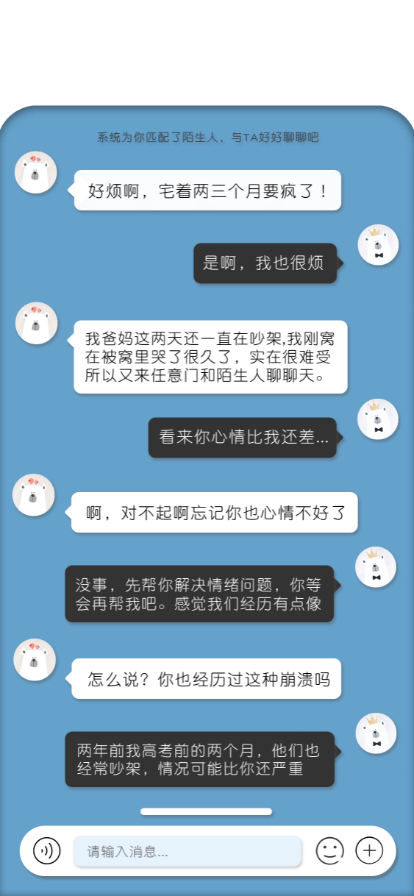 系统为你匹配了陌生人，与TA好好聊聊吧
好烦啊，宅着两三个月要疯了！
是啊，我也很烦
我爸妈这两天还一直在吵架,我刚窝
在被窝里哭了很久了，实在很难受
所以又来任意门和陌生人聊聊天。
看来你心情比我还差...
啊，对不起啊忘记你也心情不好了
没事，先帮你解决情绪问题，你等
会再帮我吧。感觉我们经历有点像
怎么说？你也经历过这种崩溃吗
两年前我高考前的两个月，他们也
经常吵架，情况可能比你还严重
请输入消息...